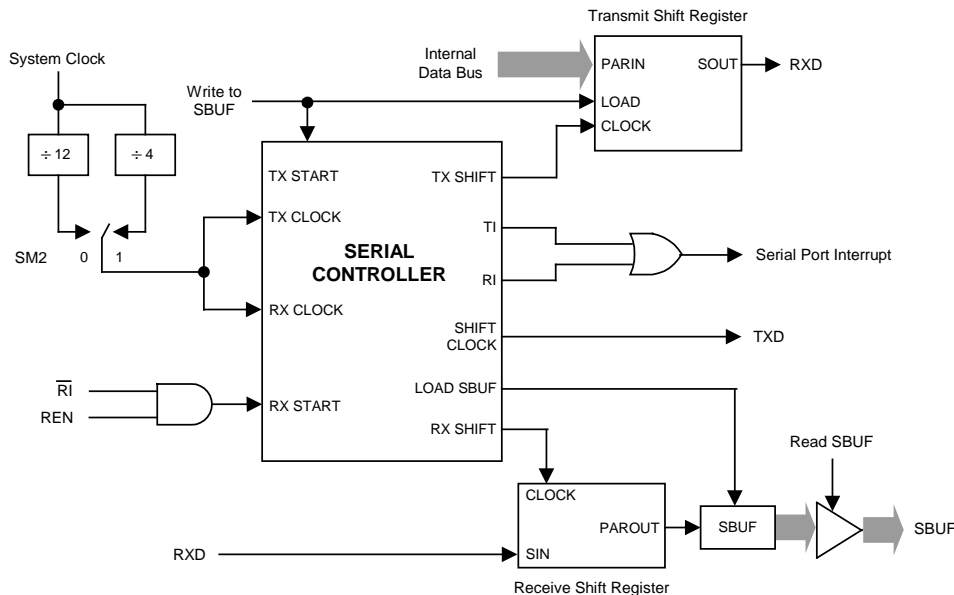 Transmit Shift Register
System Clock
Internal
Data Bus
PARIN
SOUT
RXD
Write to
SBUF
LOAD
CLOCK
÷ 12
÷ 4
TX START
TX SHIFT
TX CLOCK
TI
SERIAL
CONTROLLER
Serial Port Interrupt
SM2
0
1
RI
RX CLOCK
SHIFT
CLOCK
TXD
R̅I̅
LOAD SBUF
REN
RX START
RX SHIFT
Read SBUF
CLOCK
PAROUT
SBUF
SBUF
RXD
SIN
Receive Shift Register